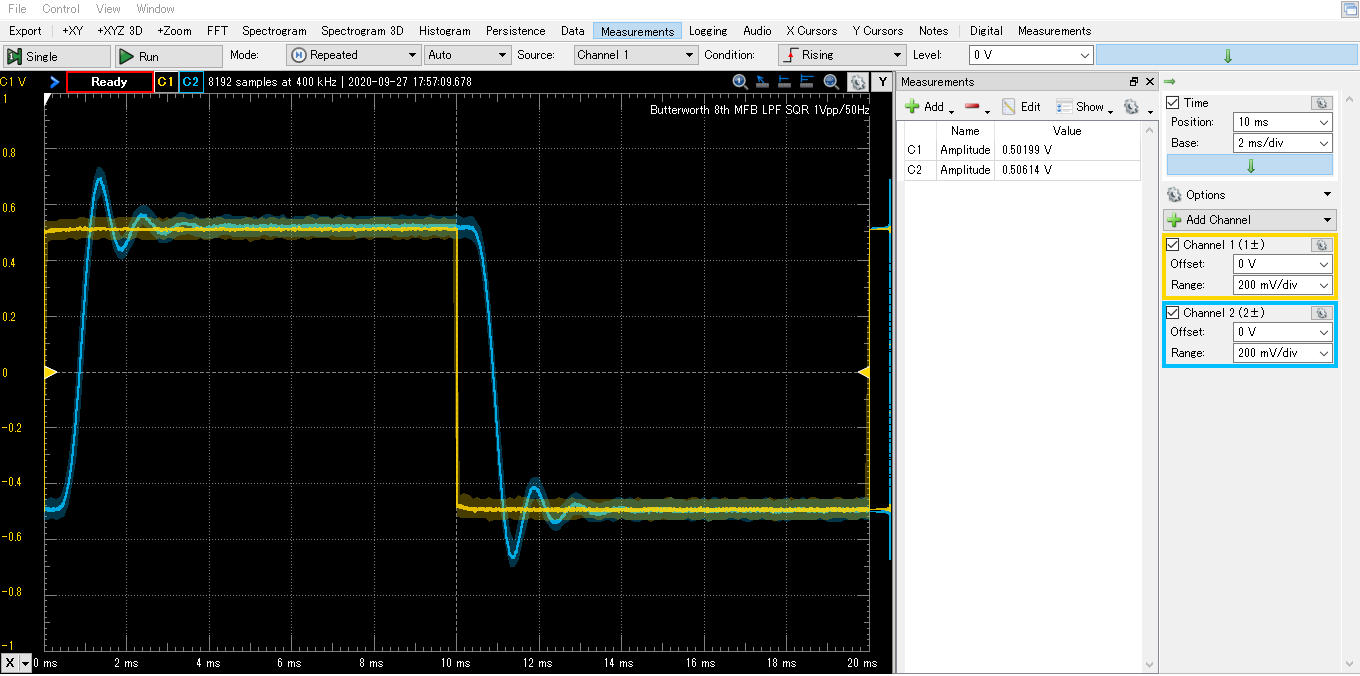 File Control View Window
Export +XY +XYZ 3D +Zoom FFT Spectrogram Spectrogram 3D Histogram Persistence Data Measurements Logging Audio X Cursors Y Cursors Notes Digital Measurements
Single Run Mode: Repeated Auto Source: Channel 1 Condition: Rising Level: 0 V
C1 V Ready C1 C2 8192 samples at 400 kHz | 2020-09-27 17:57:09.678 Y
Butterworth 8th MFB LPF SQR 1Vpp/50Hz
1
0.8
0.6
0.4
0.2
0
-0.2
-0.4
-0.6
-0.8
-1
X 0 ms 2 ms 4 ms 6 ms 8 ms 10 ms 12 ms 14 ms 16 ms 18 ms 20 ms
Measurements
Add Edit Show
Name Value
C1 Amplitude 0.50199 V
C2 Amplitude 0.50614 V
Time
Position: 10 ms
Base: 2 ms/div
Options
Add Channel
Channel 1 (1±)
Offset: 0 V
Range: 200 mV/div
Channel 2 (2±)
Offset: 0 V
Range: 200 mV/div